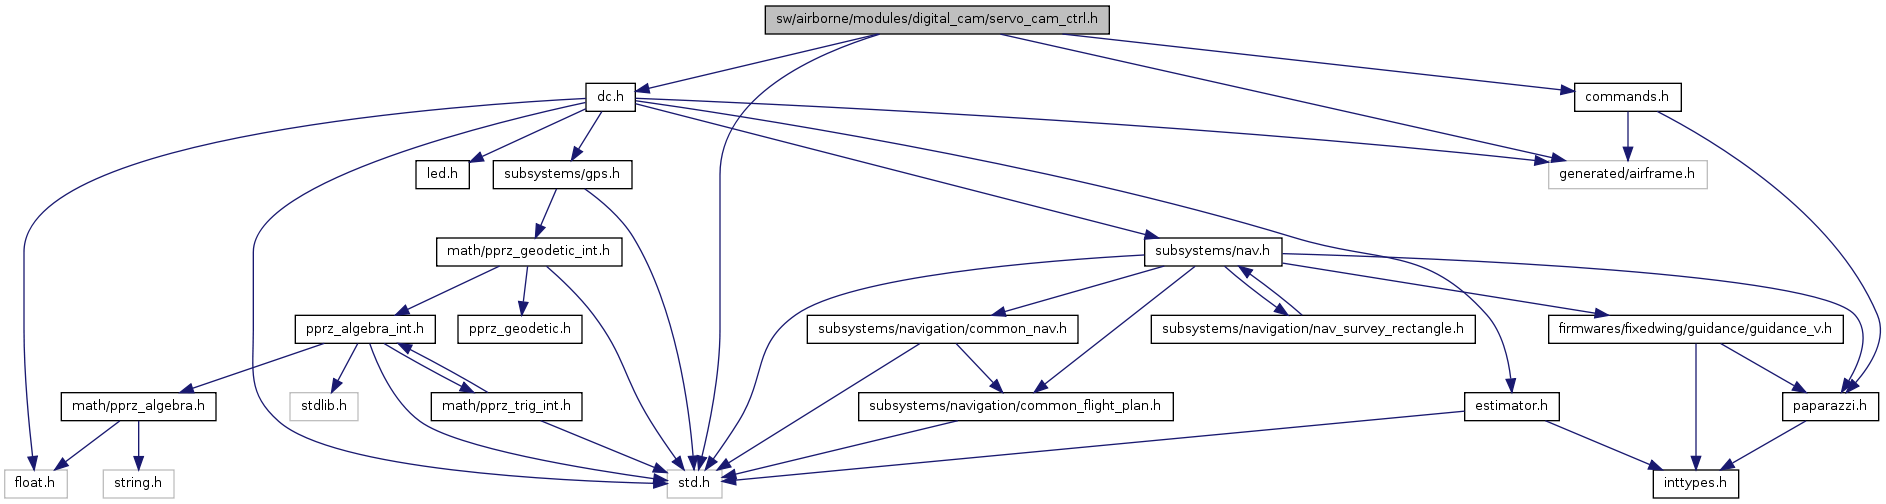 sw/airborne/modules/digital_cam/servo_cam_ctrl.h
dc.h
commands.h
led.h
subsystems/gps.h
generated/airframe.h
math/pprz_geodetic_int.h
subsystems/nav.h
pprz_algebra_int.h
pprz_geodetic.h
subsystems/navigation/common_nav.h
subsystems/navigation/nav_survey_rectangle.h
firmwares/fixedwing/guidance/guidance_v.h
math/pprz_algebra.h
stdlib.h
math/pprz_trig_int.h
subsystems/navigation/common_flight_plan.h
estimator.h
paparazzi.h
float.h
string.h
std.h
inttypes.h